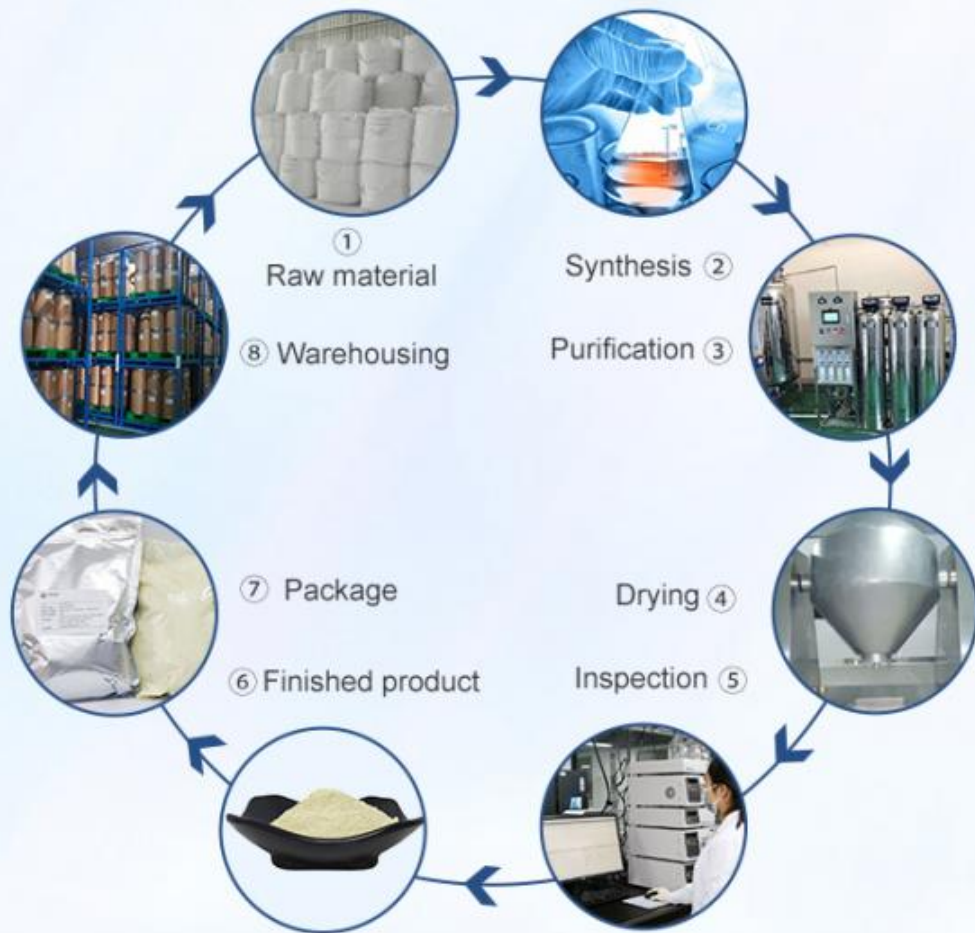 ①
Raw material
Synthesis ②
Purification ③
Drying ④
Inspection ⑤
⑥ Finished product
⑦ Package
⑧ Warehousing